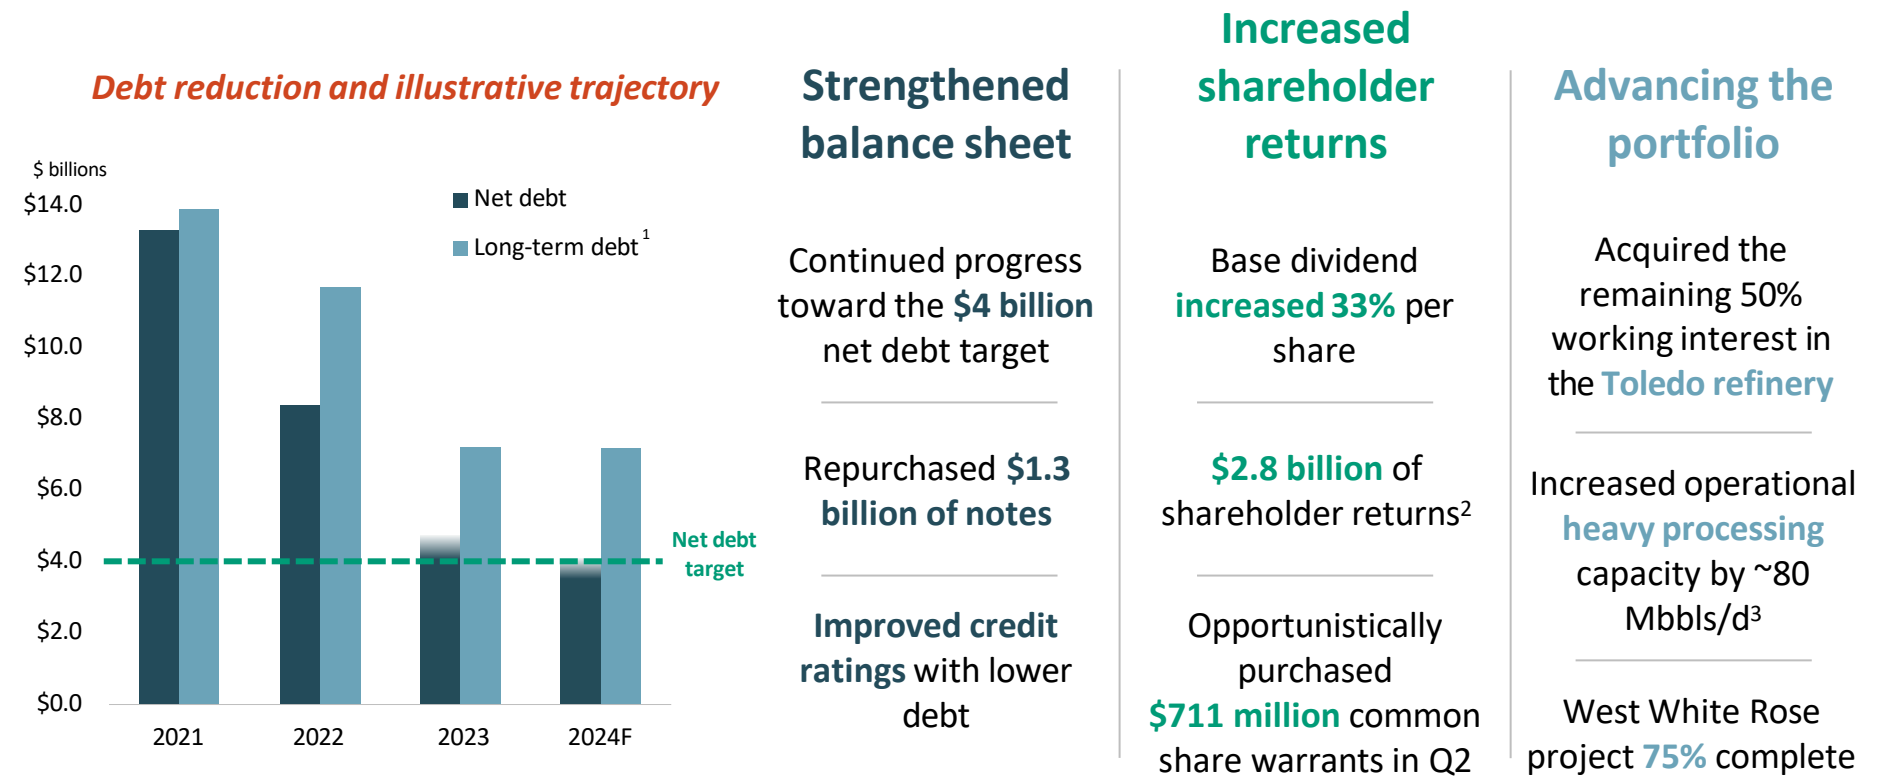 Debt reduction and illustrative trajectory
$ billions
$14.0
$12.0
$10.0
$8.0
$6.0
$4.0
$2.0
$0.0
Net debt
Long-term debt1
Net debt
target
2021
2022
2023
2024F
Strengthened
balance sheet
Continued progress
toward the $4 billion
net debt target
Repurchased $1.3
billion of notes
Improved credit
ratings with lower
debt
Increased
shareholder
returns
Base dividend
increased 33% per
share
$2.8 billion of
shareholder returns2
Opportunistically
purchased
$711 million common
share warrants in Q2
Advancing the
portfolio
Acquired the
remaining 50%
working interest in
the Toledo refinery
Increased operational
heavy processing
capacity by ~80
Mbbls/d3
West White Rose
project 75% complete